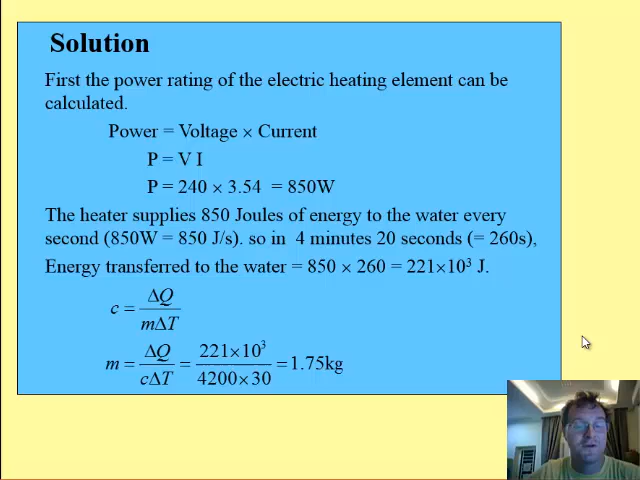 Solution
First the power rating of the electric heating element can be
calculated.
Power = Voltage × Current
P = V I
P = 240 × 3.54 = 850W
The heater supplies 850 Joules of energy to the water every
second (850W = 850 J/s). so in 4 minutes 20 seconds (= 260s),
Energy transferred to the water = 850 × 260 = 221×10³ J.
c = ΔQ / mΔT
m = ΔQ / cΔT = 221×10³ / 4200×30 = 1.75kg